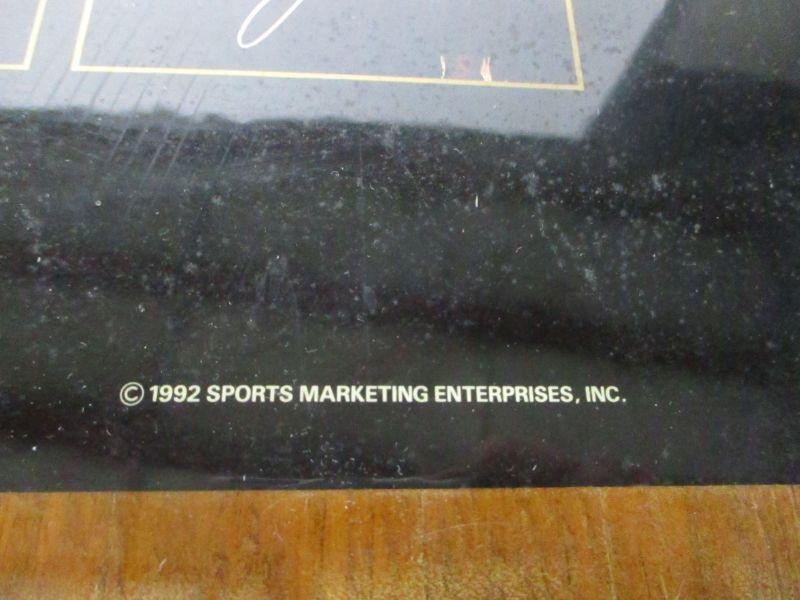 © 1992 SPORTS MARKETING ENTERPRISES, INC.